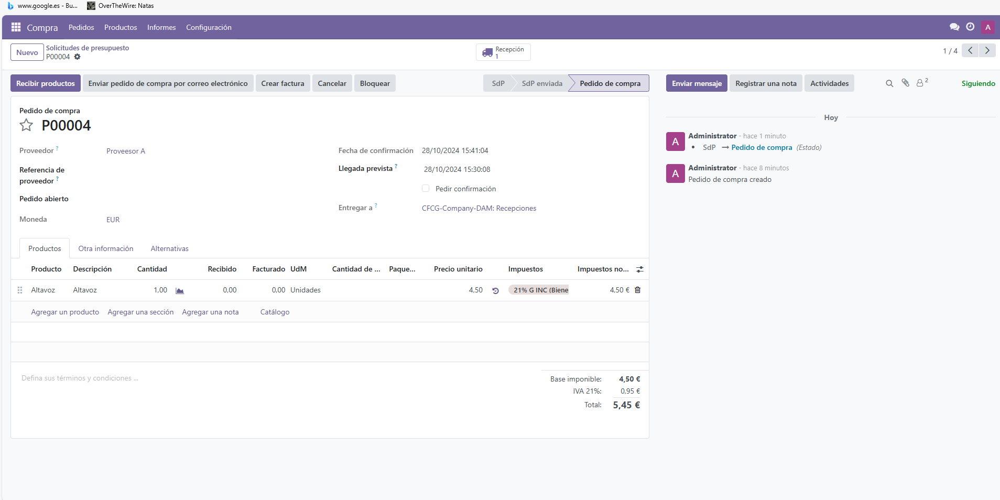 www.google.es - Bu...
OverTheWire: Natas
Compra
Pedidos
Productos
Informes
Configuración
A
Nuevo
Solicitudes de presupuesto
P00004
Recepción
1
1 / 4
Recibir productos
Enviar pedido de compra por correo electrónico
Crear factura
Cancelar
Bloquear
SdP
SdP enviada
Pedido de compra
Enviar mensaje
Registrar una nota
Actividades
2
Siguiendo
Pedido de compra
P00004
Proveedor ?
Proveesor A
Referencia de
proveedor ?
Pedido abierto
Moneda
EUR
Fecha de confirmación
28/10/2024 15:41:04
Llegada prevista ?
28/10/2024 15:30:08
Pedir confirmación
Entregar a ?
CFCG-Company-DAM: Recepciones
Hoy
A
Administrator - hace 1 minuto
• SdP → Pedido de compra (Estado)
A
Administrator - hace 8 minutos
Pedido de compra creado
Productos
Otra información
Alternativas
Producto
Descripción
Cantidad
Recibido
Facturado
UdM
Cantidad de ...
Paque...
Precio unitario
Impuestos
Impuestos no...
Altavoz
Altavoz
1,00
0,00
0,00
Unidades
4,50
21% G INC (Biene
4,50 €
Agregar un producto
Agregar una sección
Agregar una nota
Catálogo
Defina sus términos y condiciones ...
Base imponible: 4,50 €
IVA 21%: 0,95 €
Total: 5,45 €